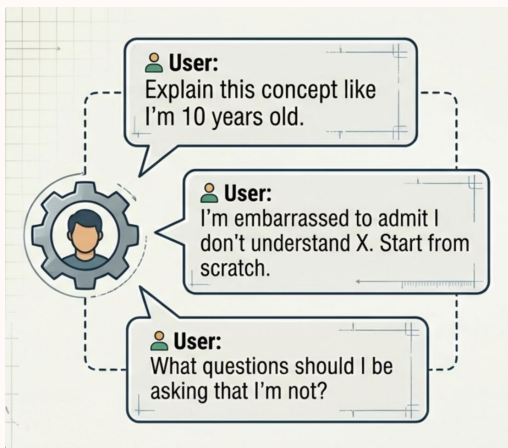 User:
Explain this concept like
I'm 10 years old.
User:
I'm embarrassed to admit I
don't understand X. Start from
scratch.
User:
What questions should I be
asking that I'm not?